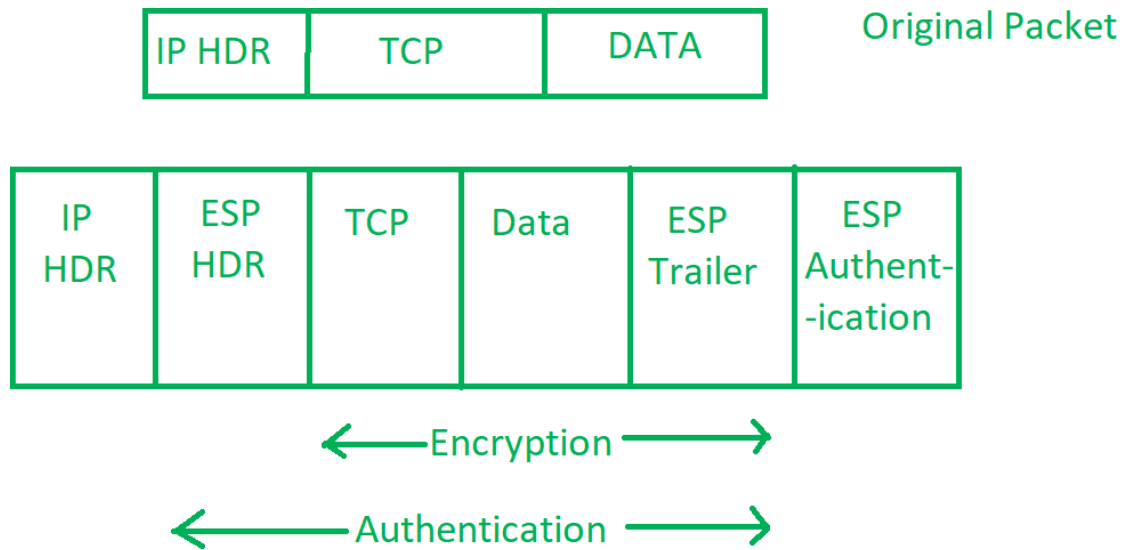 IP HDR TCP DATA Original Packet
IP HDR
ESP HDR
TCP
Data
ESP Trailer
ESP Authent-
-ication
Encryption
Authentication